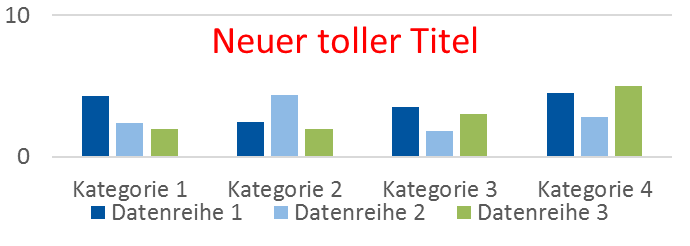 10
Neuer toller Titel
0
Kategorie 1 Kategorie 2 Kategorie 3 Kategorie 4
Datenreihe 1 Datenreihe 2 Datenreihe 3